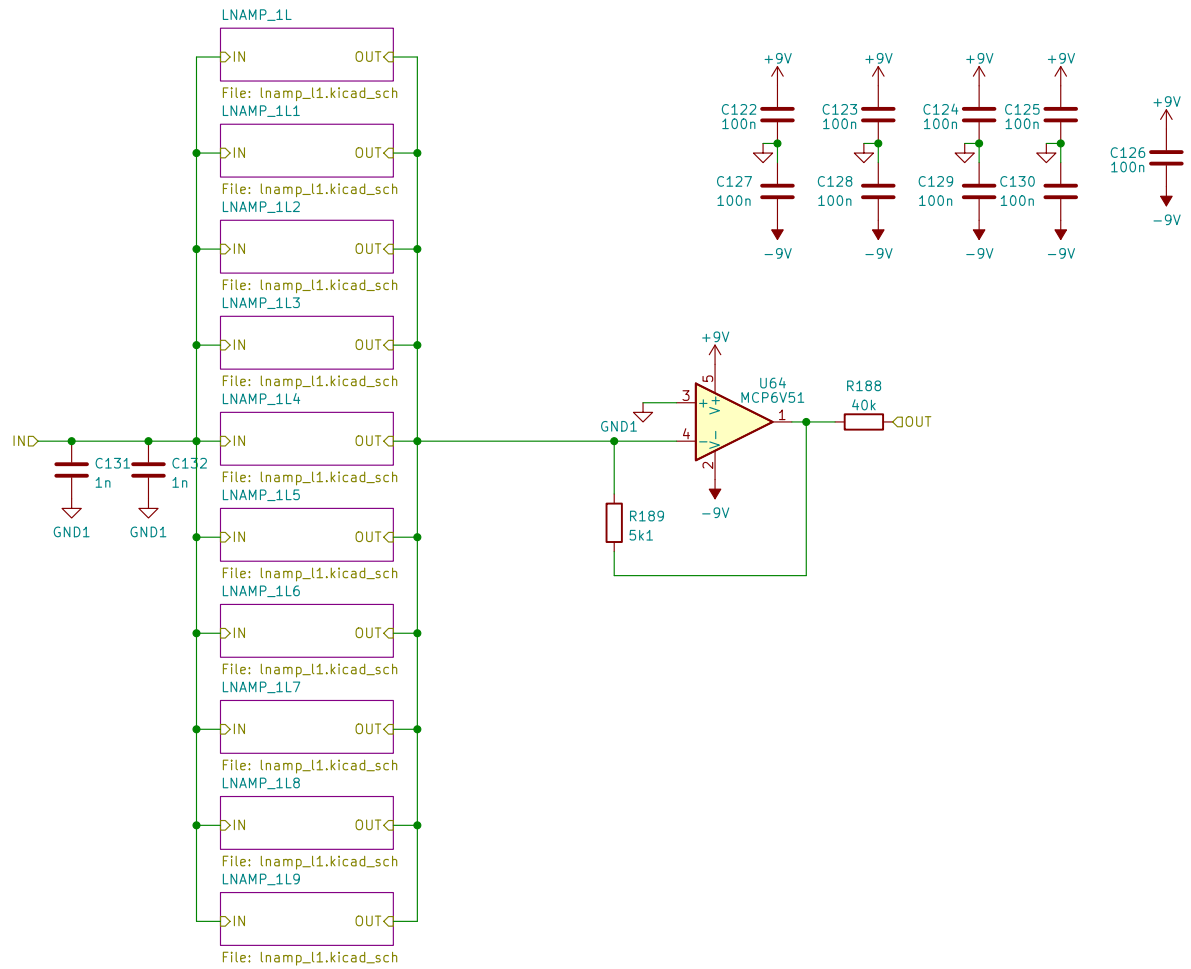 LNAMP_1L
IN OUT
File: lnamp_l1.kicad_sch
LNAMP_1L1
IN OUT
File: lnamp_l1.kicad_sch
LNAMP_1L2
IN OUT
File: lnamp_l1.kicad_sch
LNAMP_1L3
IN OUT
File: lnamp_l1.kicad_sch
LNAMP_1L4
IN OUT
File: lnamp_l1.kicad_sch
LNAMP_1L5
IN OUT
File: lnamp_l1.kicad_sch
LNAMP_1L6
IN OUT
File: lnamp_l1.kicad_sch
LNAMP_1L7
IN OUT
File: lnamp_l1.kicad_sch
LNAMP_1L8
IN OUT
File: lnamp_l1.kicad_sch
LNAMP_1L9
IN OUT
File: lnamp_l1.kicad_sch
IN
C131
1n
GND1
C132
1n
GND1
+9V
C122
100n
C127
100n
-9V
+9V
C123
100n
C128
100n
-9V
+9V
C124
100n
C129
100n
-9V
+9V
C125
100n
C130
100n
-9V
+9V
C126
100n
-9V
+9V
5
U64
MCP6V51
3
+
V+
GND1
4
-
V-
2
-9V
1
R188
40k
OUT
R189
5k1